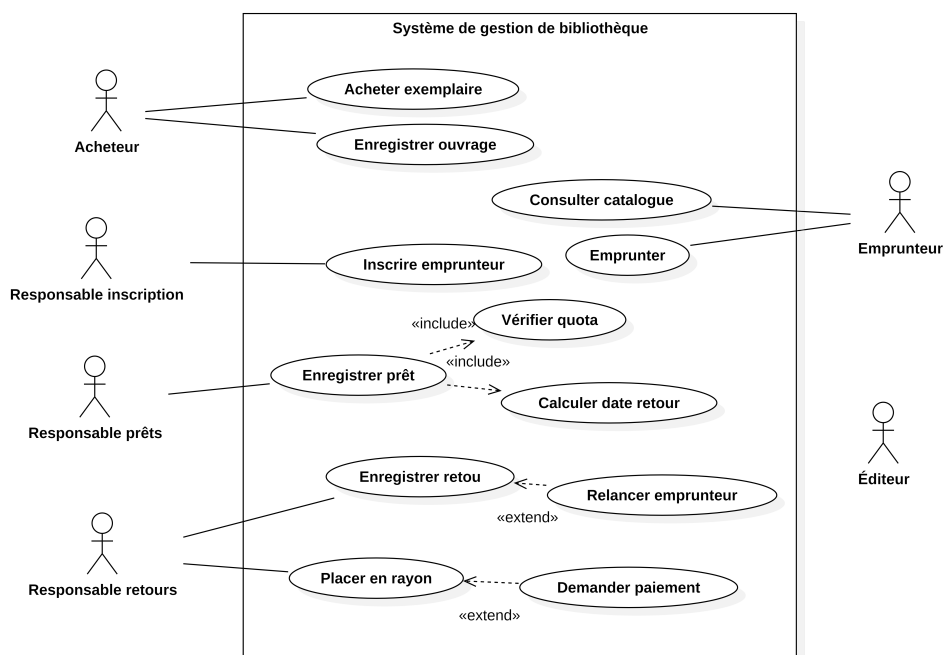 Système de gestion de bibliothèque
Acheter exemplaire
Acheteur
Enregistrer ouvrage
Consulter catalogue
Emprunteur
Emprunter
Inscrire emprunteur
Responsable inscription
«include»
Vérifier quota
«include»
Enregistrer prêt
Calculer date retour
Responsable prêts
Éditeur
Enregistrer retou
Relancer emprunteur
«extend»
Responsable retours
Placer en rayon
Demander paiement
«extend»